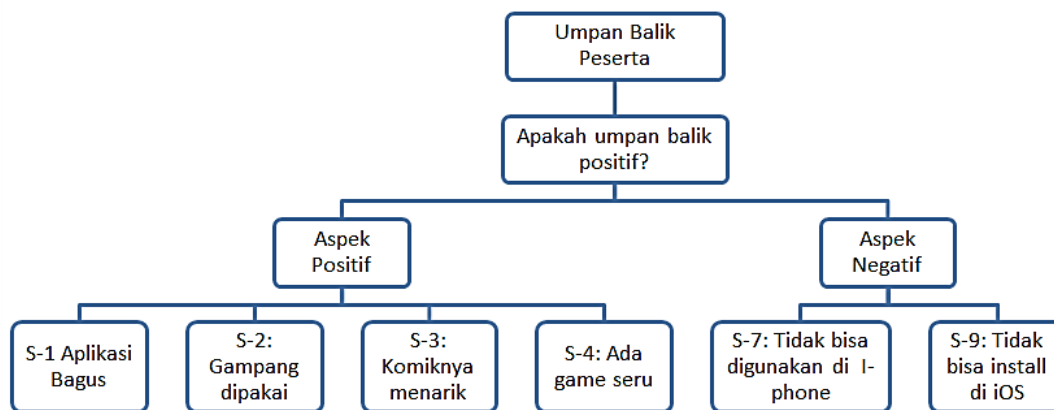 Umpan Balik
Peserta
Apakah umpan balik
positif?
Aspek
Positif
Aspek
Negatif
S-1 Aplikasi
Bagus
S-2:
Gampang
dipakai
S-3:
Komiknya
menarik
S-4: Ada
game seru
S-7: Tidak bisa
digunakan di I-
phone
S-9: Tidak
bisa install
di iOS